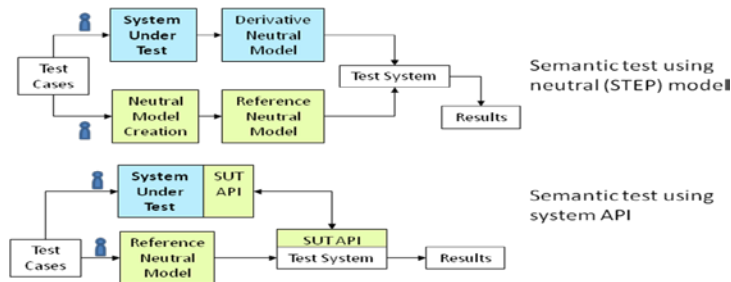 System
Under
Test
Derivative
Neutral
Model
Test
Cases
Test System
Semantic test using
neutral (STEP) model
Neutral
Model
Creation
Reference
Neutral
Model
Results
System
Under
Test
SUT
API
Semantic test using
system API
Test
Cases
Reference
Neutral
Model
SUT API
Test System
Results